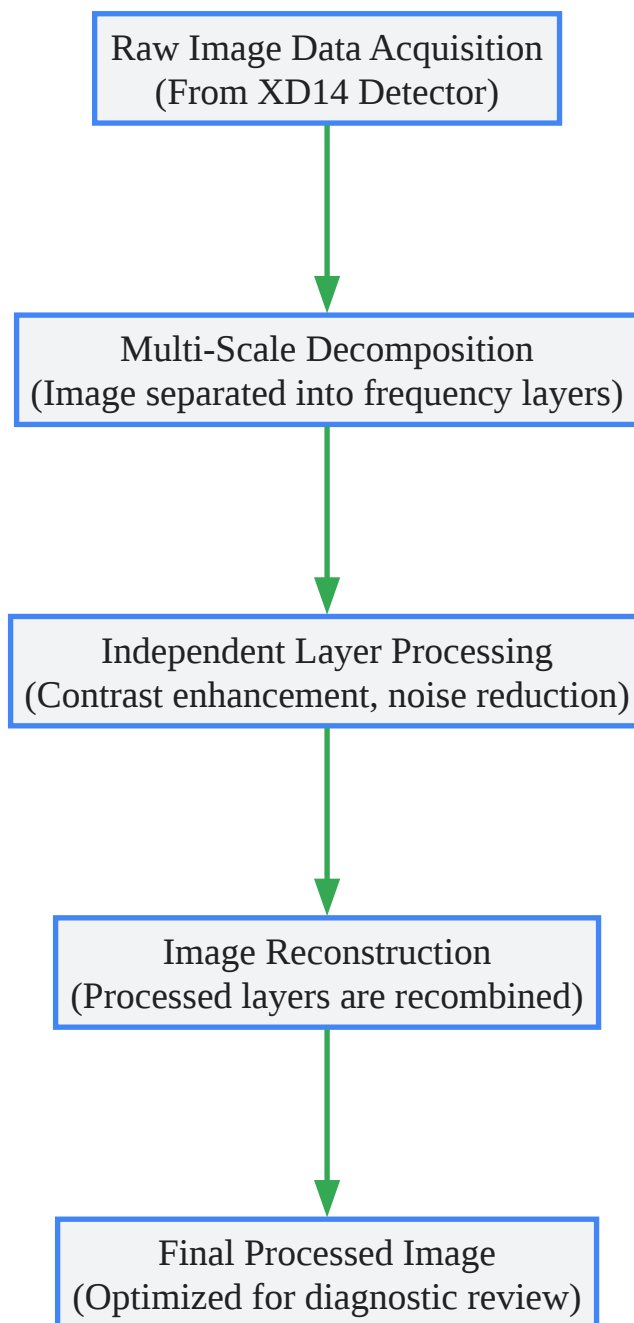 Raw Image Data Acquisition
(From XD14 Detector)
Multi-Scale Decomposition
(Image separated into frequency layers)
Independent Layer Processing
(Contrast enhancement, noise reduction)
Image Reconstruction
(Processed layers are recombined)
Final Processed Image
(Optimized for diagnostic review)